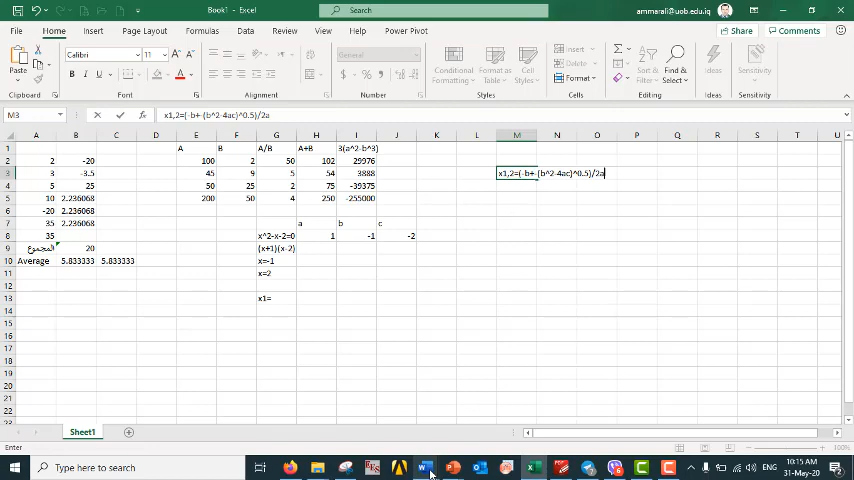 Book1 - Excel
Search
ammarali@uob.edu.iq
File Home Insert Page Layout Formulas Data Review View Help Power Pivot
Share Comments
Paste
Calibri 11 A^ A˅
B I U
General
$ % 9
Conditional Formatting
Format as Table
Cell Styles
Insert
Delete
Format
Sort & Filter
Find & Select
Ideas
Sensitivity
Clipboard Font Alignment Number Styles Cells Editing Ideas Sensitivity
M3 fx x1,2=(-b+-(b^2-4ac)^0.5)/2a
A B C D E F G H I J K L M N O P Q R S T U
1 A B A/B A+B 3(a^2-b^3)
2 2 -20 100 2 50 102 29976
3 3 -3.5 45 9 5 54 3888 x1,2=(-b+-(b^2-4ac)^0.5)/2a
4 5 25 50 25 2 75 -39375
5 10 2.236068 200 50 4 250 -255000
6 -20 2.236068
7 35 2.236068 a b c
8 35 x^2-x-2=0 1 -1 -2
9 المجموع 20 (x+1)(x-2)
10 Average 5.833333 5.833333 x=-1
11 x=2
12
13 x1=
14
15
16
17
18
19
20
21
22
Sheet1
Enter 100%
Type here to search
ENG
10:15 AM
31-May-20